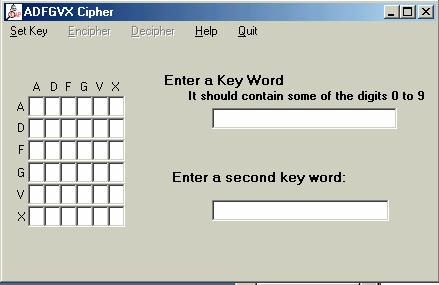 ADFGVX Cipher
Set Key Encipher Decipher Help Quit
Enter a Key Word
It should contain some of the digits 0 to 9
A D F G V X
A
D
F
G
V
X
Enter a second key word: